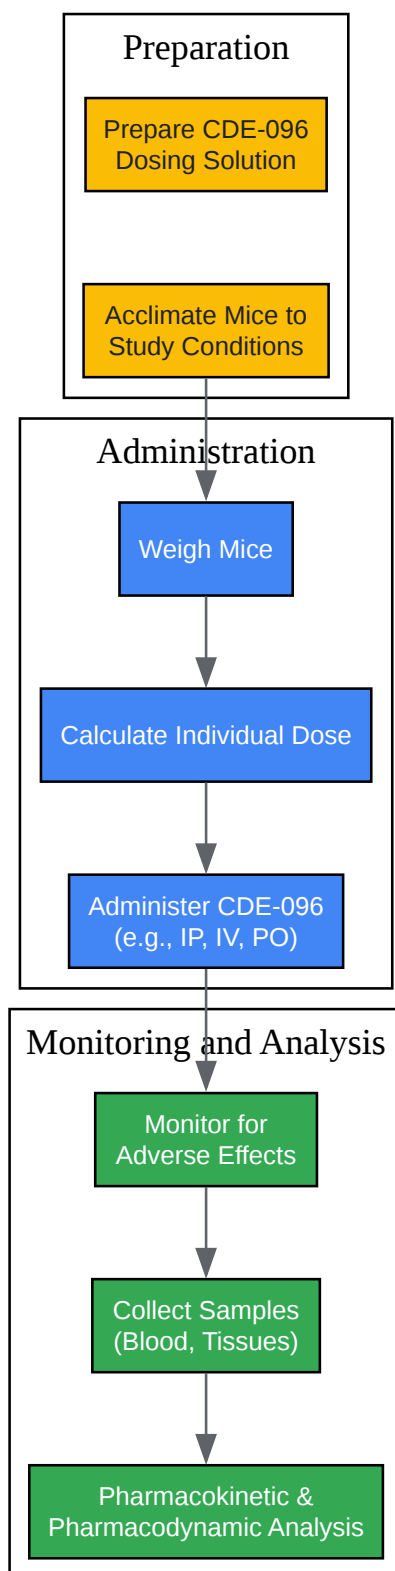 Preparation
Prepare CDE-096
Dosing Solution
Acclimate Mice to
Study Conditions
Administration
Weigh Mice
Calculate Individual Dose
Administer CDE-096
(e.g., IP, IV, PO)
Monitoring and Analysis
Monitor for
Adverse Effects
Collect Samples
(Blood, Tissues)
Pharmacokinetic &
Pharmacodynamic Analysis